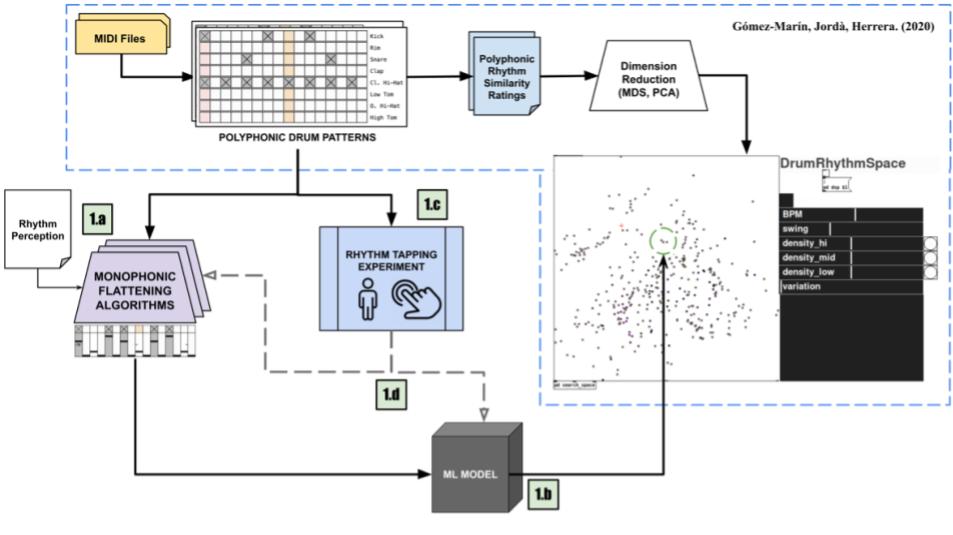 Gómez-Marín, Jordà, Herrera. (2020)
MIDI Files
Kick
Rim
Snare
Clap
Cl. Hi-Hat
Low Tom
O. Hi-Hat
High Tom
POLYPHONIC DRUM PATTERNS
Polyphonic
Rhythm
Similarity
Ratings
Dimension
Reduction
(MDS, PCA)
DrumRhythmSpace
BPM
swing
density_hi
density_mid
density_low
variation
Rhythm
Perception
1.a
MONOPHONIC
FLATTENING
ALGORITHMS
1.c
RHYTHM TAPPING
EXPERIMENT
1.d
ML MODEL
1.b